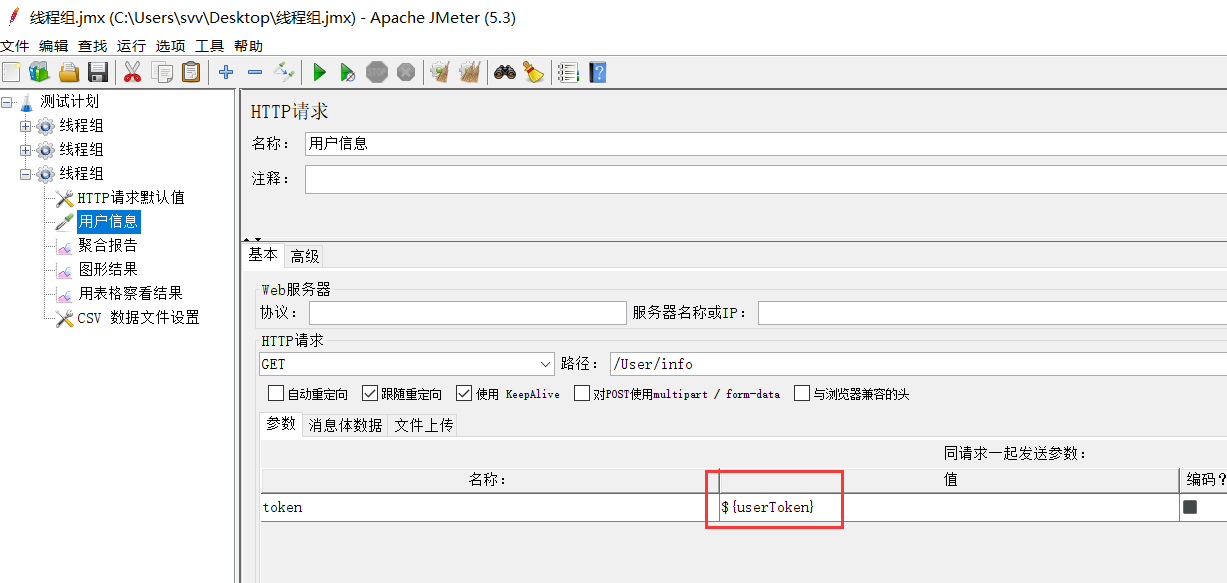 线程组.jmx (C:\Users\svv\Desktop\线程组.jmx) - Apache JMeter (5.3)
文件 编辑 查找 运行 选项 工具 帮助
STOP
测试计划
线程组
线程组
线程组
HTTP请求默认值
用户信息
聚合报告
图形结果
用表格察看结果
CSV 数据文件设置
HTTP请求
名称： 用户信息
注释：
基本 高级
Web服务器
协议： 服务器名称或IP：
HTTP请求
GET 路径： /User/info
自动重定向 跟随重定向 使用 KeepAlive 对POST使用multipart / form-data 与浏览器兼容的头
参数 消息体数据 文件上传
同请求一起发送参数：
名称： 值 编码？
token ${userToken}